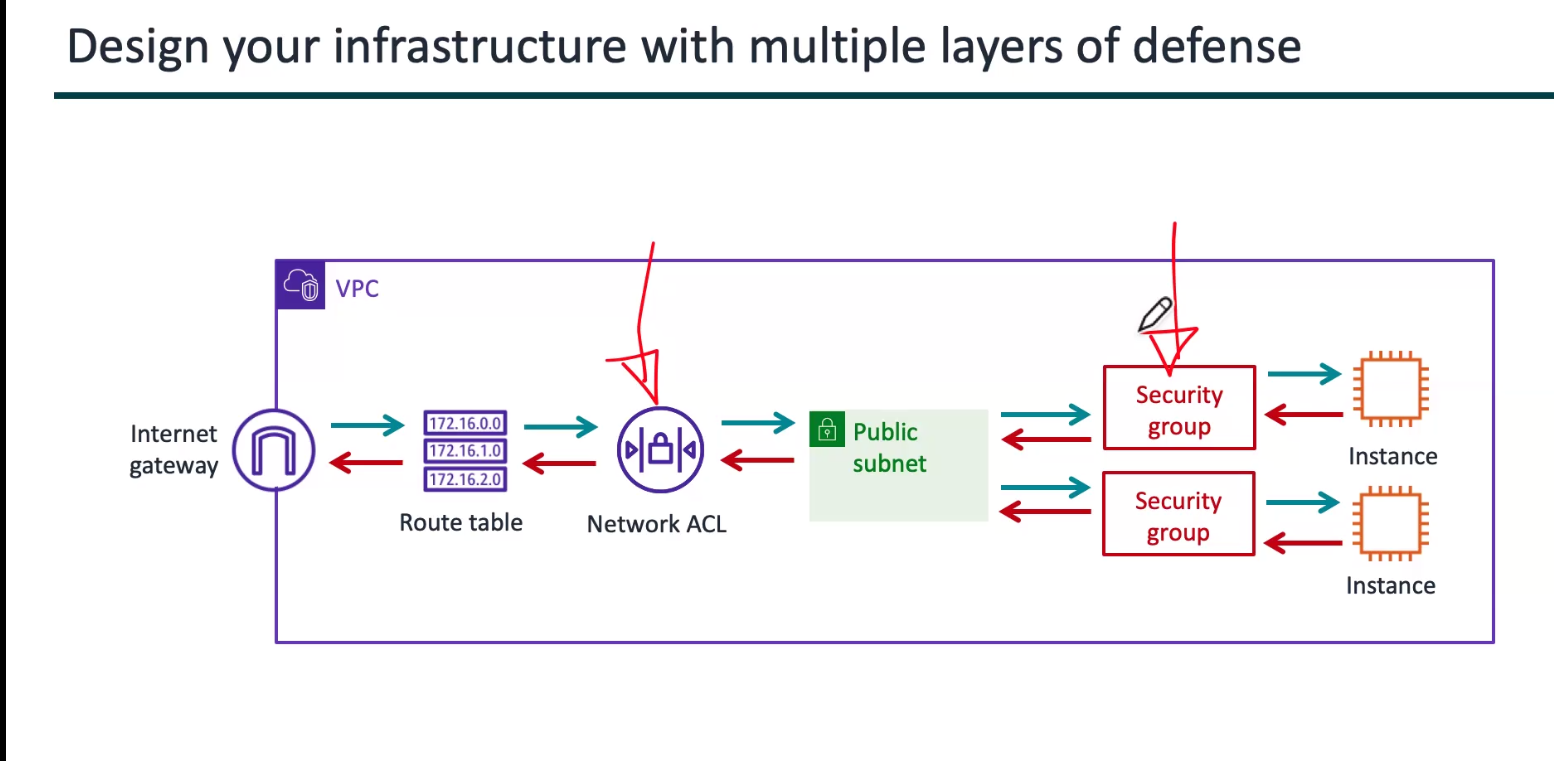 Design your infrastructure with multiple layers of defense
VPC
Internet
gateway
172.16.0.0
172.16.1.0
172.16.2.0
Route table
Network ACL
Public
subnet
Security
group
Instance
Security
group
Instance